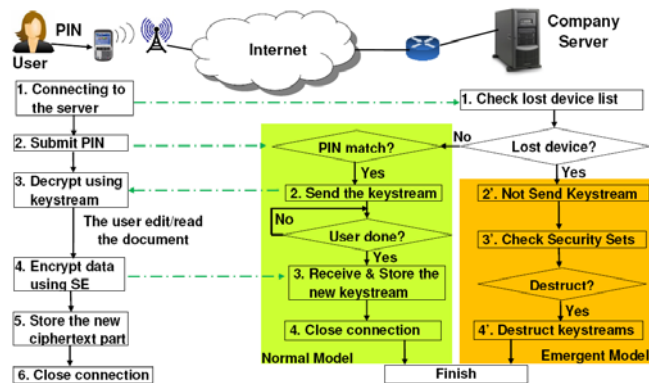 PIN
User
Internet
Company
Server
1. Connecting to
the server
2. Submit PIN
3. Decrypt using
keystream
The user edit/read
the document
4. Encrypt data
using SE
5. Store the new
ciphertext part
6. Close connection
1. Check lost device list
Lost device?
No
Yes
PIN match?
Yes
2. Send the keystream
No
User done?
Yes
3. Receive & Store the
new keystream
4. Close connection
Normal Model
2'. Not Send Keystream
3'. Check Security Sets
Destruct?
Yes
4'. Destruct keystreams
Emergent Model
Finish